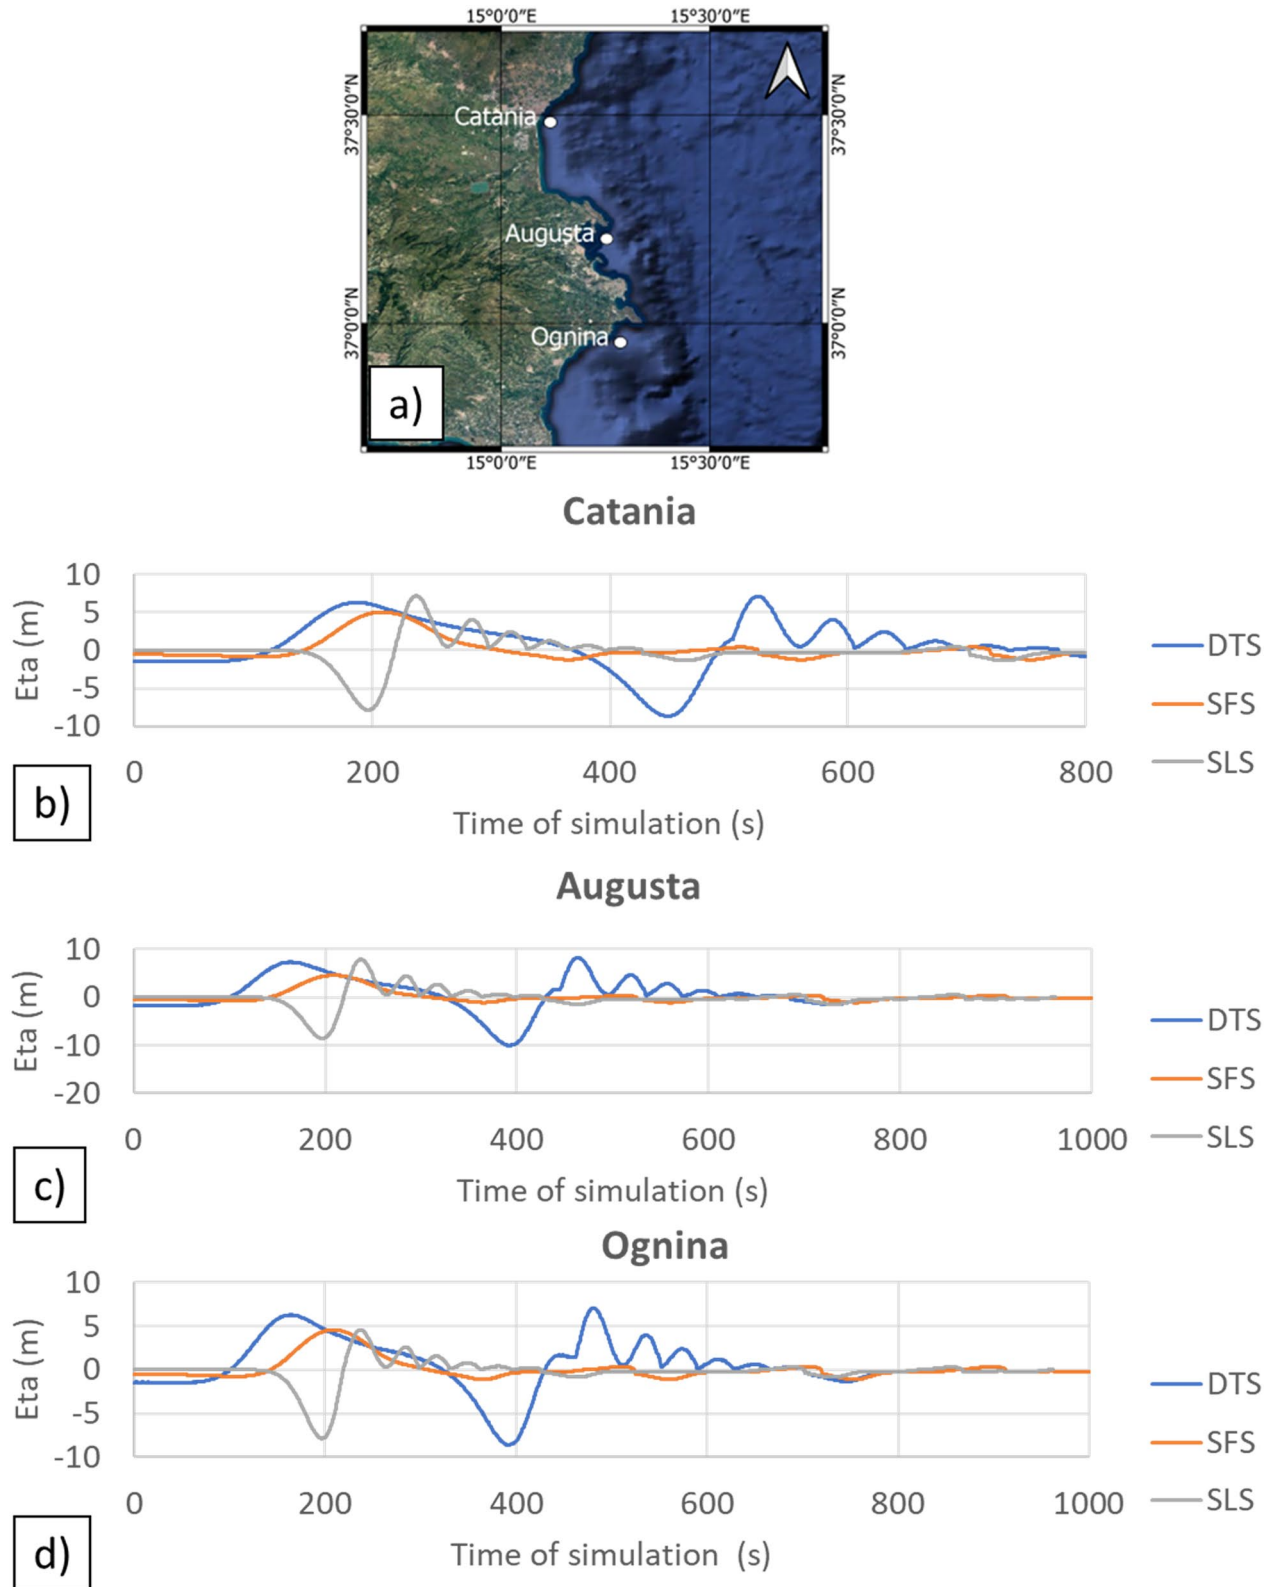 15°0’0”E 15°30’0”E
37°30’0”N 37°30’0”N
Catania
Augusta
37°0’0”N 37°0’0”N
Ognina
a)
15°0’0”E 15°30’0”E
Catania
10
5
0
-5
-10
Eta (m)
DTS
SFS
SLS
0 200 400 600 800
b)
Time of simulation (s)
Augusta
10
0
-10
-20
Eta (m)
DTS
SFS
SLS
0 200 400 600 800 1000
c)
Time of simulation (s)
Ognina
10
5
0
-5
-10
Eta (m)
DTS
SFS
SLS
0 200 400 600 800 1000
d)
Time of simulation (s)